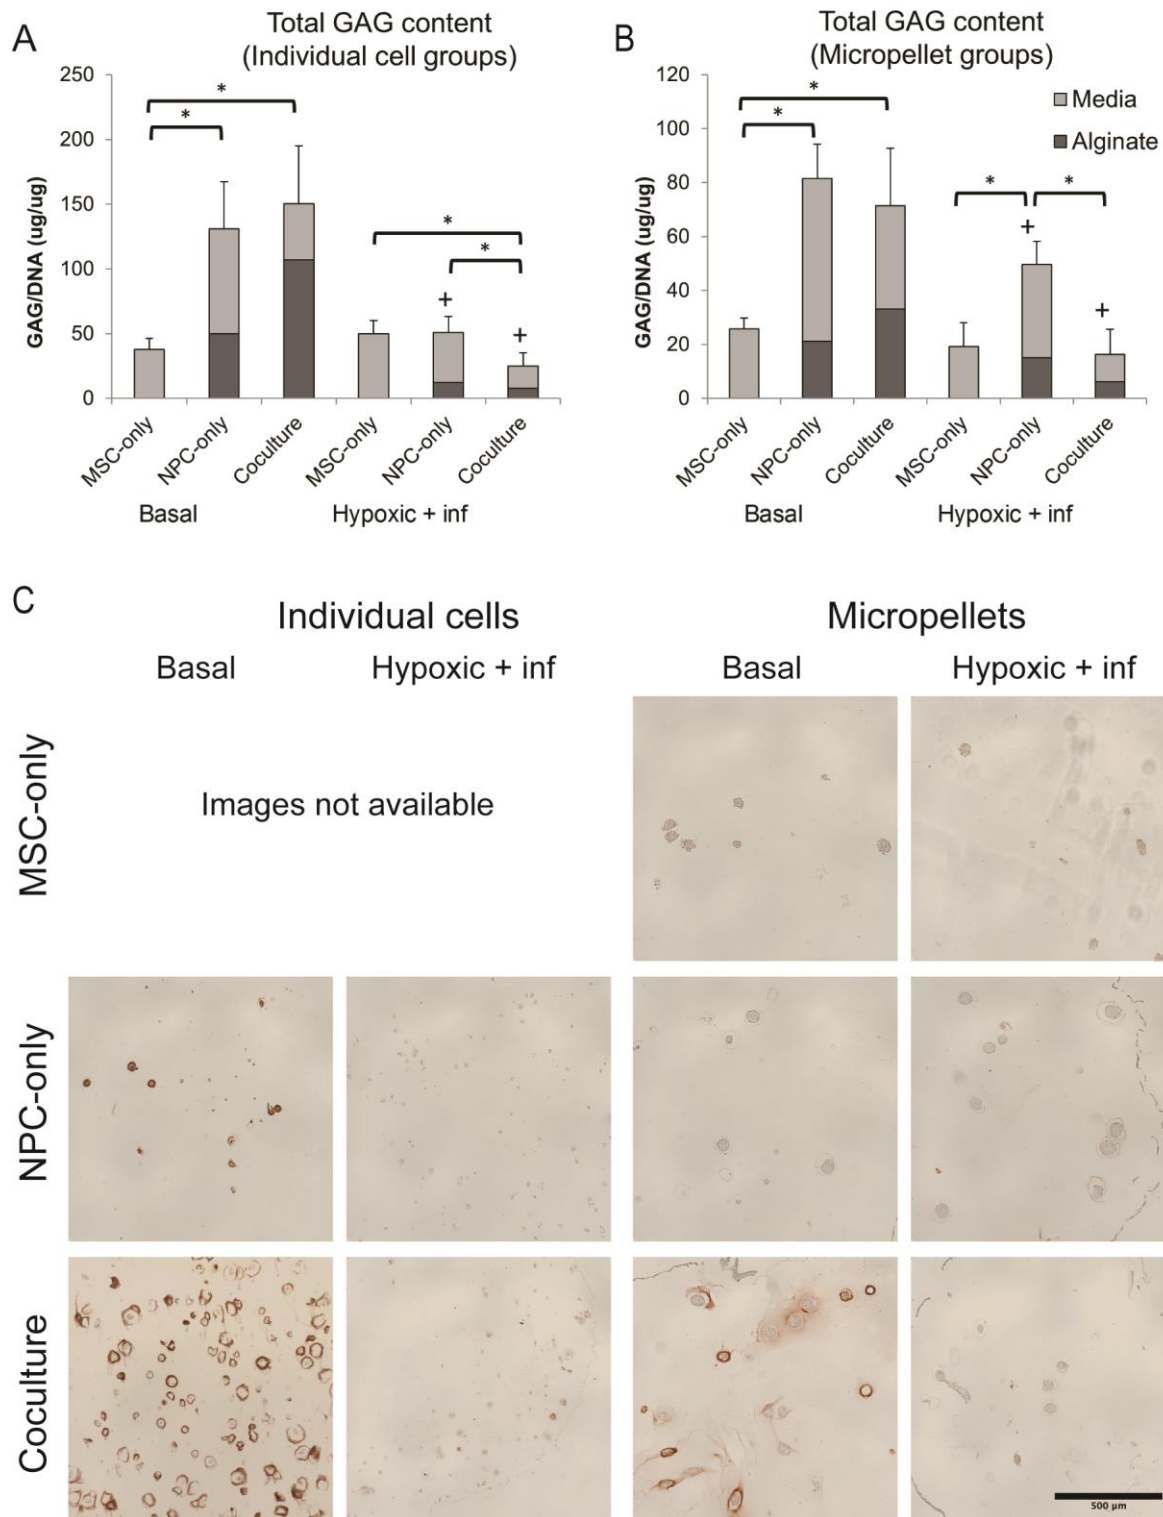 A
Total GAG content
(Individual cell groups)
GAG/DNA (ug/ug)
250
200
150
100
50
0
*
*
*
*
+
+
MSC-only
NPC-only
Coculture
MSC-only
NPC-only
Coculture
Basal
Hypoxic + inf
B
Total GAG content
(Micropellet groups)
GAG/DNA (ug/ug)
120
100
80
60
40
20
0
Media
Alginate
*
*
*
*
+
+
MSC-only
NPC-only
Coculture
MSC-only
NPC-only
Coculture
Basal
Hypoxic + inf
C
Individual cells
Micropellets
Basal
Hypoxic + inf
Basal
Hypoxic + inf
MSC-only
Images not available
NPC-only
Coculture
500 µm